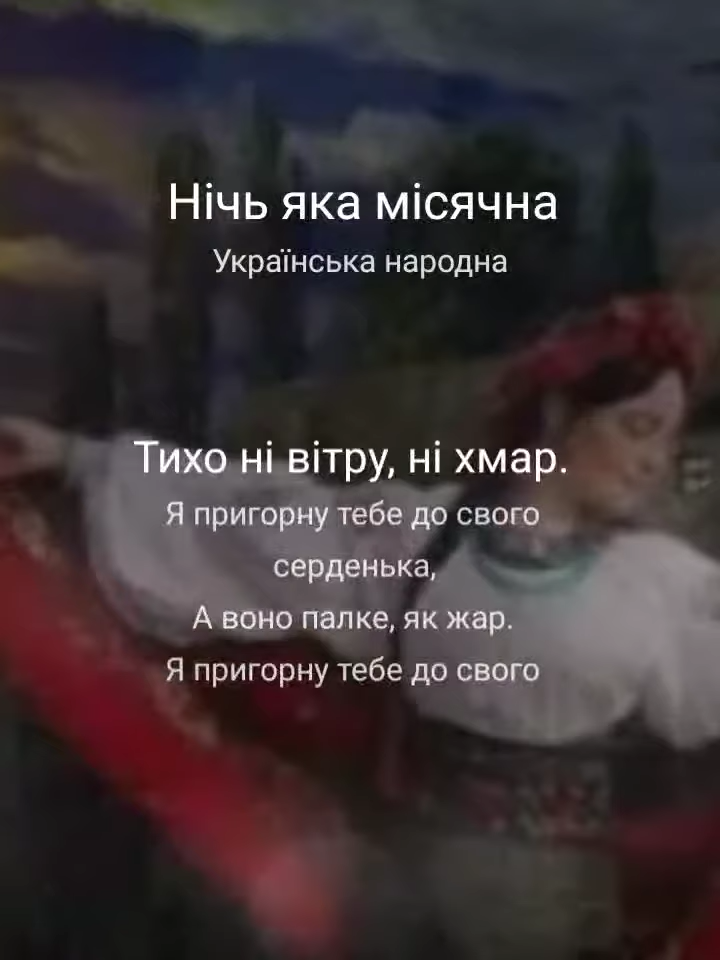 Нічь яка місячна
Українська народна
Тихо ні вітру, ні хмар.
Я пригорну тебе до свого
серденька,
А воно палке, як жар.
Я пригорну тебе до свого